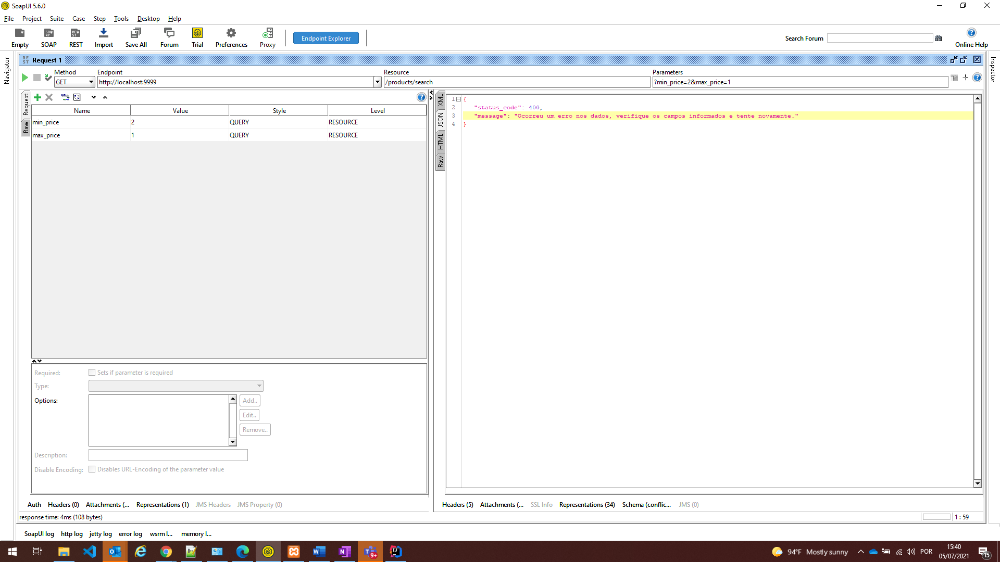 SoapUI 5.6.0
File Project Suite Case Step Tools Desktop Help
Empty SOAP REST Import Save All Forum Trial Preferences Proxy Endpoint Explorer Search Forum Online Help
Navigator
Inspector
Request 1
Method Endpoint Resource Parameters
GET http://localhost:9999 /products/search ?min_price=2&max_price=1
Request
Raw
Name Value Style Level
min_price 2 QUERY RESOURCE
max_price 1 QUERY RESOURCE
XML
JSON
HTML
Raw
1 {
2 "status_code": 400,
3 "message": "Ocorreu um erro nos dados, verifique os campos informados e tente novamente."
4 }
Required: Sets if parameter is required
Type:
Options: Add..
Edit..
Remove..
Description:
Disable Encoding: Disables URL-Encoding of the parameter value
Auth Headers (0) Attachments (... Representations (1) JMS Headers JMS Property (0)
Headers (5) Attachments (... SSL Info Representations (34) Schema (conflic... JMS (0)
response time: 4ms (108 bytes) 1 : 59
SoapUI log http log jetty log error log wsrm l... memory l...
94°F Mostly sunny POR 15:40
05/07/2021 15